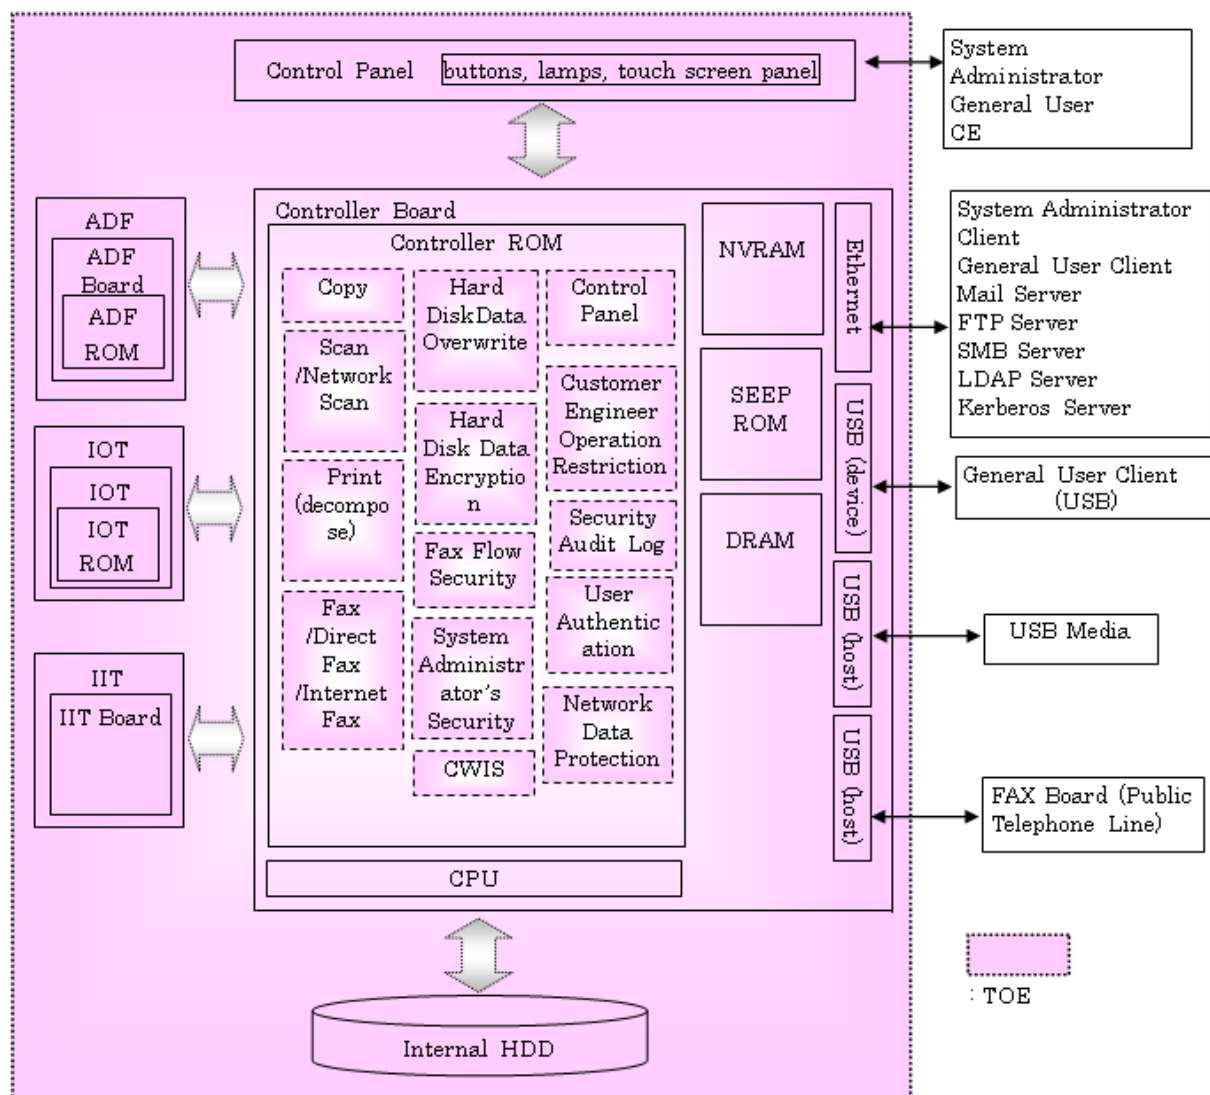 Control Panel
buttons, lamps, touch screen panel
System
Administrator
General User
CE
ADF
ADF
Board
ADF
ROM
IOT
IOT
IOT
ROM
IIT
IIT Board
Controller Board
Controller ROM
Copy
Scan
/Network
Scan
Print
(decompo
se)
Fax
/Direct
Fax
/Internet
Fax
Hard
DiskData
Overwrite
Hard
Disk Data
Encryptio
n
Fax Flow
Security
System
Administr
ator's
Security
CWIS
Control
Panel
Customer
Engineer
Operation
Restriction
Security
Audit Log
User
Authentic
ation
Network
Data
Protection
NVRAM
SEEP
ROM
DRAM
CPU
Ethernet
USB (device)
USB (host)
USB (host)
System Administrator
Client
General User Client
Mail Server
FTP Server
SMB Server
LDAP Server
Kerberos Server
General User Client
(USB)
USB Media
FAX Board (Public
Telephone Line)
Internal HDD
: TOE